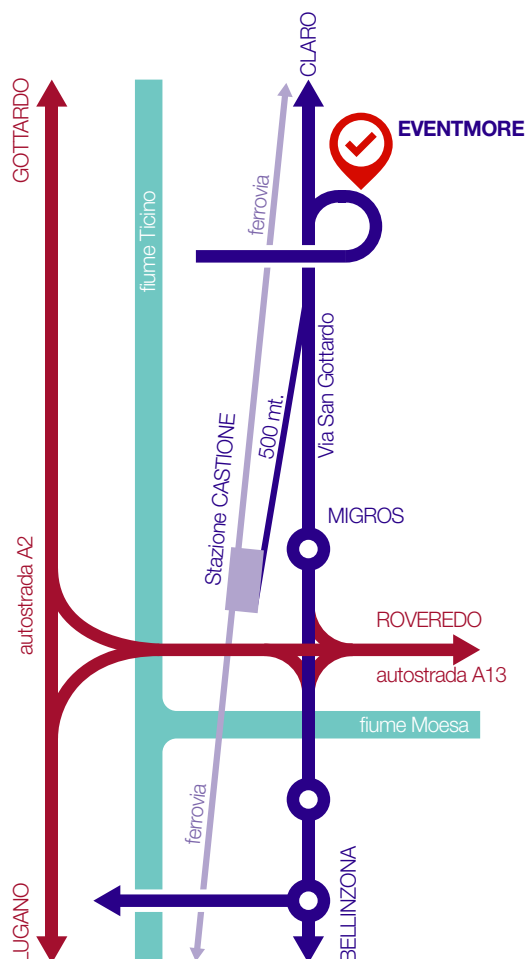 CLARO
GOTTARDO
EVENTMORE
fiume Ticino
ferrovia
Via San Gottardo
500 mt.
Stazione CASTIONE
MIGROS
autostrada A2
ROVEREDO
autostrada A13
fiume Moesa
ferrovia
LUGANO
BELLINZONA